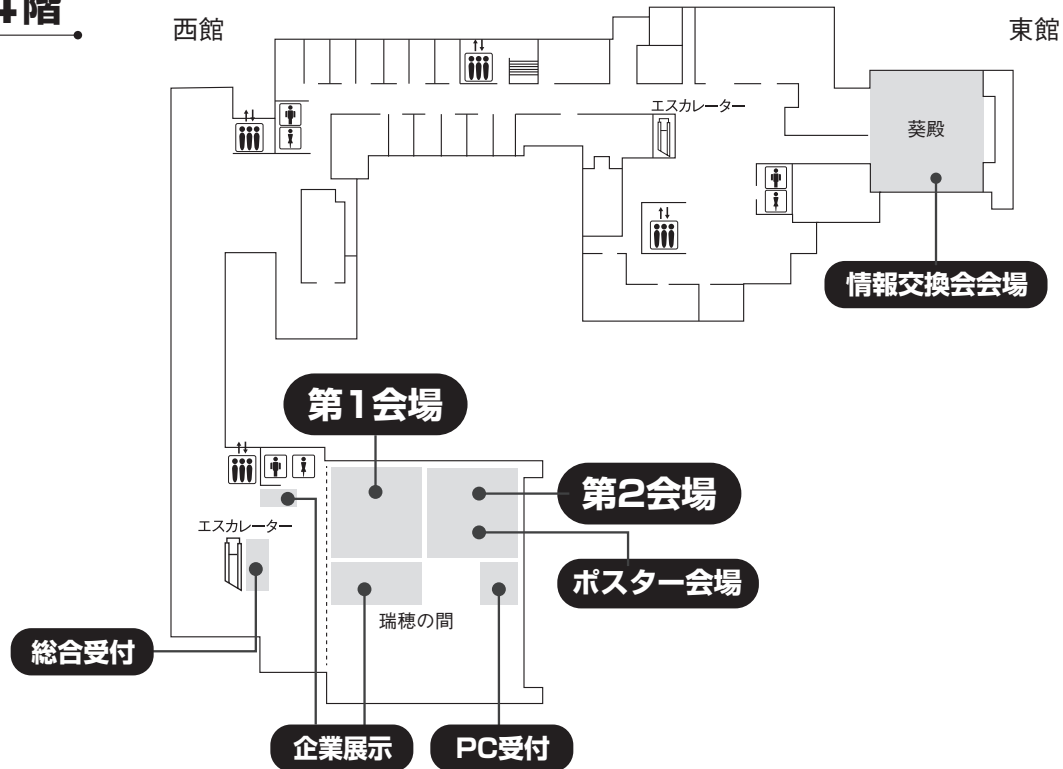 4階
西館
東館
エスカレーター
葵殿
情報交換会会場
第1会場
第2会場
エスカレーター
ポスター会場
瑞穂の間
総合受付
企業展示
PC受付